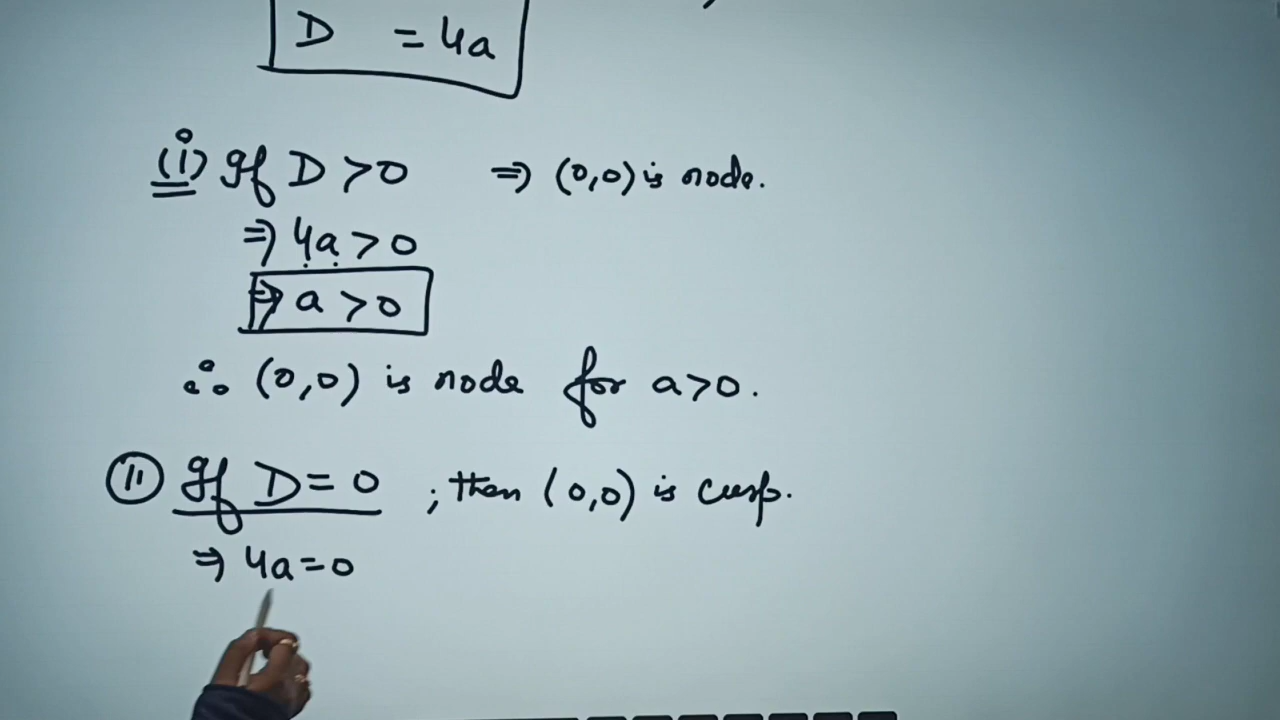 D = 4a
(i) If D > 0 ⇒ (0,0) is node.
⇒ 4a > 0
⇒ a > 0
∴ (0,0) is node for a > 0.
(ii) If D = 0 ; then (0,0) is cusp.
⇒ 4a = 0